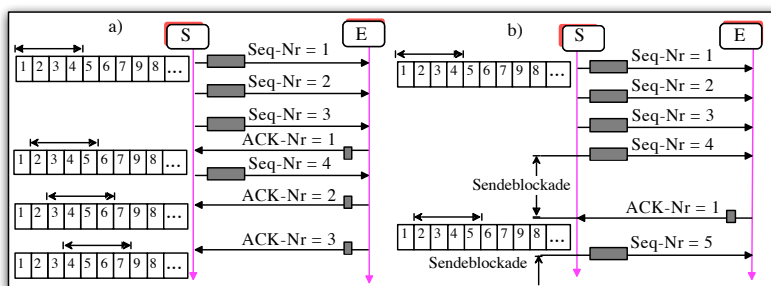 a)
S
E
1 2 3 4 5 6 7 8 ...
Seq-Nr = 1
Seq-Nr = 2
Seq-Nr = 3
ACK-Nr = 1
1 2 3 4 5 6 7 8 ...
Seq-Nr = 4
ACK-Nr = 2
1 2 3 4 5 6 7 8 ...
ACK-Nr = 3
1 2 3 4 5 6 7 8 ...
b)
S
E
1 2 3 4 5 6 7 8 ...
Seq-Nr = 1
Seq-Nr = 2
Seq-Nr = 3
Seq-Nr = 4
Sendeblockade
ACK-Nr = 1
1 2 3 4 5 6 7 8 ...
Seq-Nr = 5
Sendeblockade